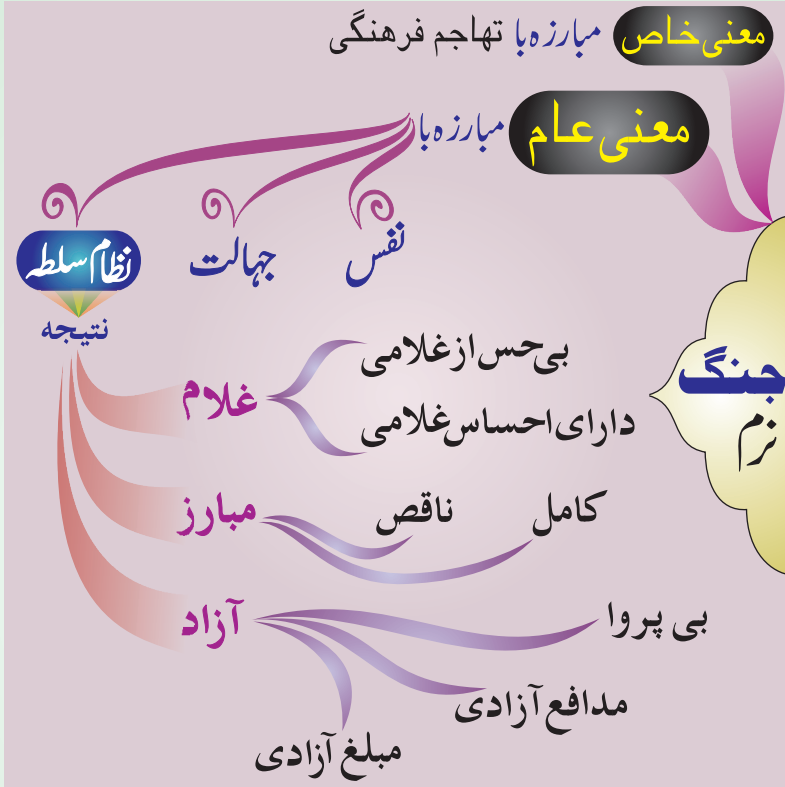 معنی خاص مبارزه با تهاجم فرهنگی
معنی عام مبارزه با
نفس
جهالت
نظام سلطه
نتیجه
جنگ
نرم
غلام
بی حس از غلامی
دارای احساس غلامی
مبارز
کامل
ناقص
آزاد
بی پروا
مدافع آزادی
مبلغ آزادی